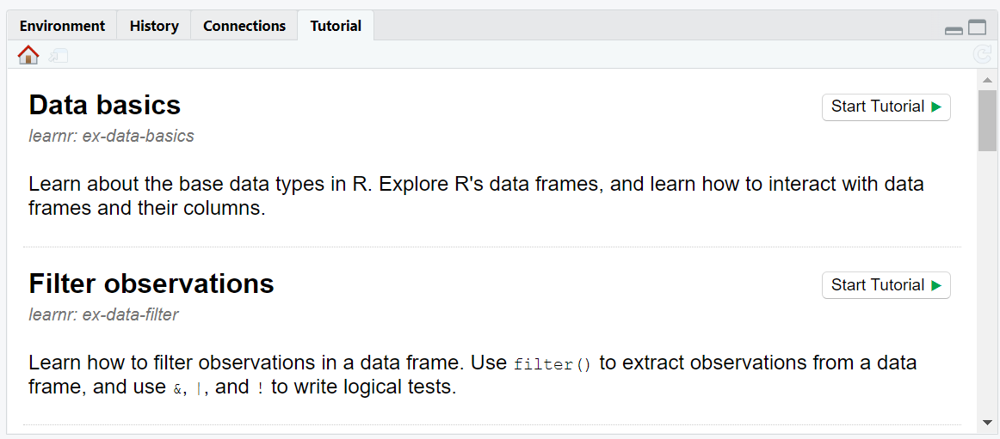 Environment History Connections Tutorial
Data basics
Start Tutorial
learnr: ex-data-basics
Learn about the base data types in R. Explore R's data frames, and learn how to interact with data
frames and their columns.
Filter observations
Start Tutorial
learnr: ex-data-filter
Learn how to filter observations in a data frame. Use filter() to extract observations from a data
frame, and use &, |, and ! to write logical tests.